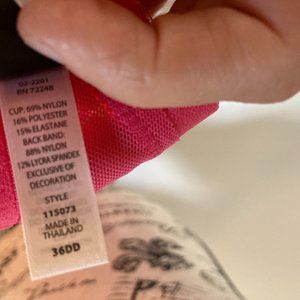 02-2291
RN 72248
CUP: 69% NYLON
16% POLYESTER
15% ELASTANE
BACK BAND:
88% NYLON
12% LYCRA SPANDEX
EXCLUSIVE OF
DECORATION
STYLE
115073
MADE IN
THAILAND
36DD